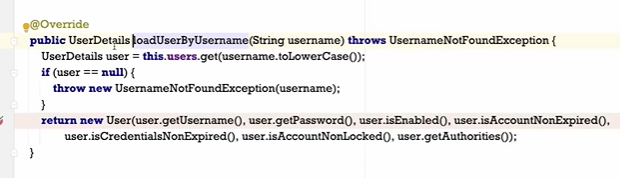 @Override
public UserDetails loadUserByUsername(String username) throws UsernameNotFoundException {
UserDetails user = this.users.get(username.toLowerCase());
if (user == null) {
throw new UsernameNotFoundException(username);
}
return new User(user.getUsername(), user.getPassword(), user.isEnabled(), user.isAccountNonExpired(),
user.isCredentialsNonExpired(), user.isAccountNonLocked(), user.getAuthorities());
}